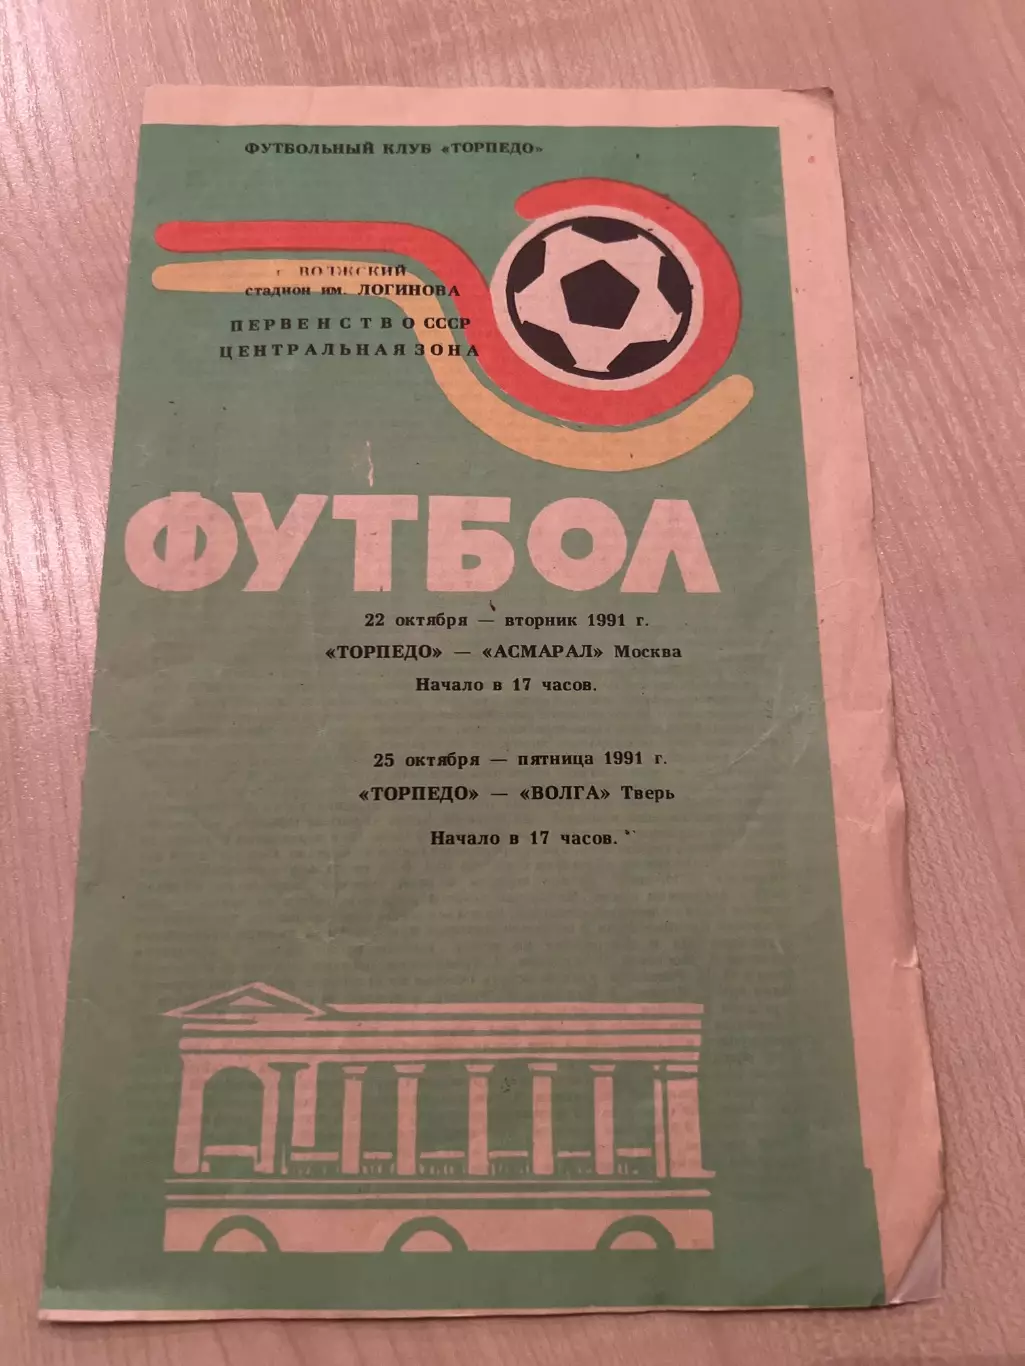 ФУТБОЛЬНЫЙ КЛУБ «ТОРПЕДО»
г ВОЛЖСКИЙ
стадион им. ЛОГИНОВА
ПЕРВЕНСТВО СССР
ЦЕНТРАЛЬНАЯ ЗОНА
ФУТБОЛ
22 октября — вторник 1991 г.
«ТОРПЕДО» — «АСМАРАЛ» Москва
Начало в 17 часов.
25 октября — пятница 1991 г.
«ТОРПЕДО» — «ВОЛГА» Тверь
Начало в 17 часов.